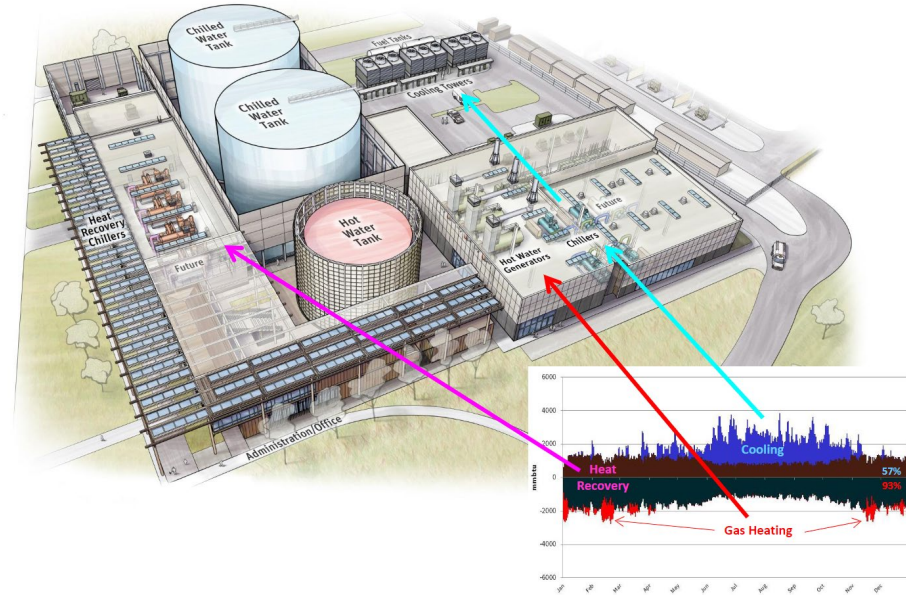 Chilled
Water
Tank
Chilled
Water
Tank
Fuel Tanks
Cooling Towers
Heat
Recovery
Chillers
Future
Hot
Water
Tank
Hot Water
Generators
Chillers
Future
Administration/Office
6000
4000
2000
0
-2000
-4000
-6000
mmbtu
Cooling
Heat
Recovery
57%
93%
Gas Heating
Jan
Feb
Mar
Apr
May
Jun
Jul
Aug
Sep
Oct
Nov
Dec